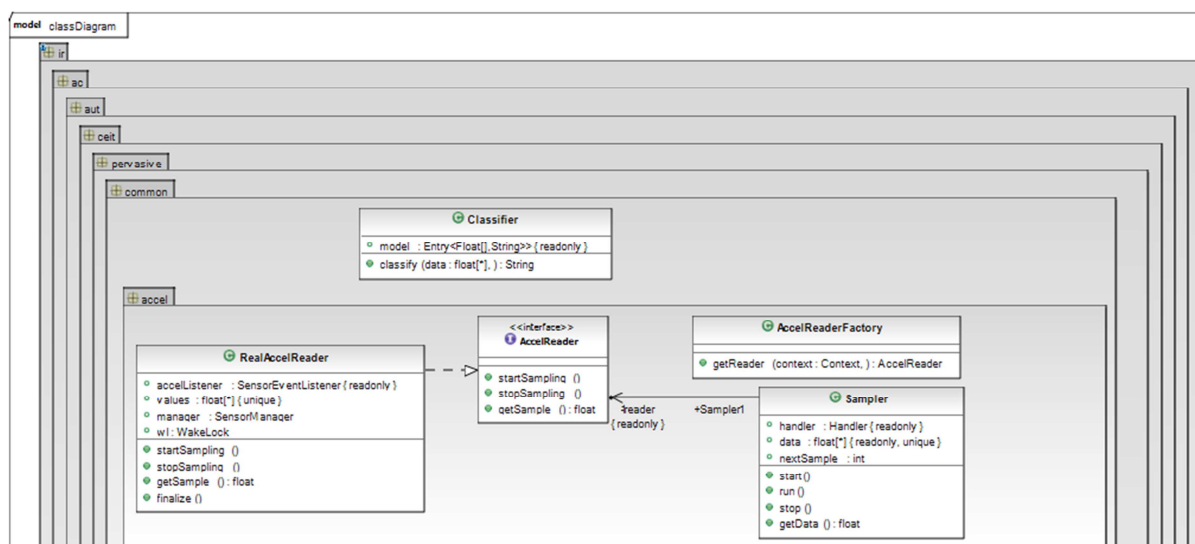 model classDiagram
ir
ac
aut
ceit
pervasive
common
Classifier
model : Entry<Float[],String>> { readonly }
classify (data : float[*], ) : String
accel
RealAccelReader
accelListener : SensorEventListener { readonly }
values : float[*] { unique }
manager : SensorManager
wl : WakeLock
startSampling ()
stopSampling ()
getSample () : float
finalize ()
<<interface>>
AccelReader
startSampling ()
stopSampling ()
getSample () : float
-reader
{ readonly }
+Sampler1
AccelReaderFactory
getReader (context : Context, ) : AccelReader
Sampler
handler : Handler { readonly }
data : float[*] { readonly, unique }
nextSample : int
start ()
run ()
stop ()
getData () : float